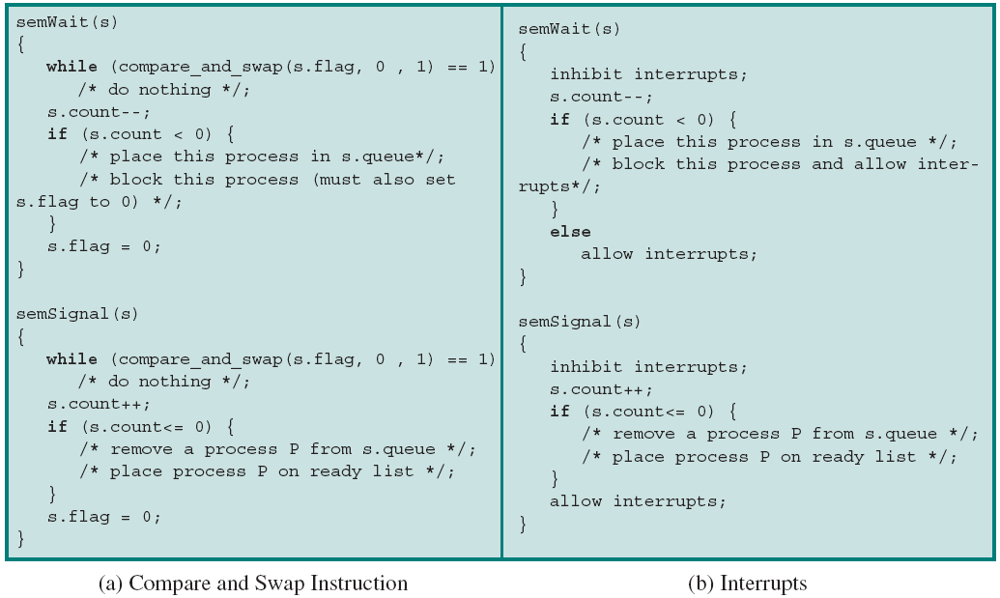 semWait(s)
{
while (compare_and_swap(s.flag, 0 , 1) == 1)
/* do nothing */;
s.count--;
if (s.count < 0) {
/* place this process in s.queue*/;
/* block this process (must also set
s.flag to 0) */;
}
s.flag = 0;
}
semSignal(s)
{
while (compare_and_swap(s.flag, 0 , 1) == 1)
/* do nothing */;
s.count++;
if (s.count<= 0) {
/* remove a process P from s.queue */;
/* place process P on ready list */;
}
s.flag = 0;
}
(a) Compare and Swap Instruction
semWait(s)
{
inhibit interrupts;
s.count--;
if (s.count < 0) {
/* place this process in s.queue */;
/* block this process and allow inter-
rupts*/;
}
else
allow interrupts;
}
semSignal(s)
{
inhibit interrupts;
s.count++;
if (s.count<= 0) {
/* remove a process P from s.queue */;
/* place process P on ready list */;
}
allow interrupts;
}
(b) Interrupts